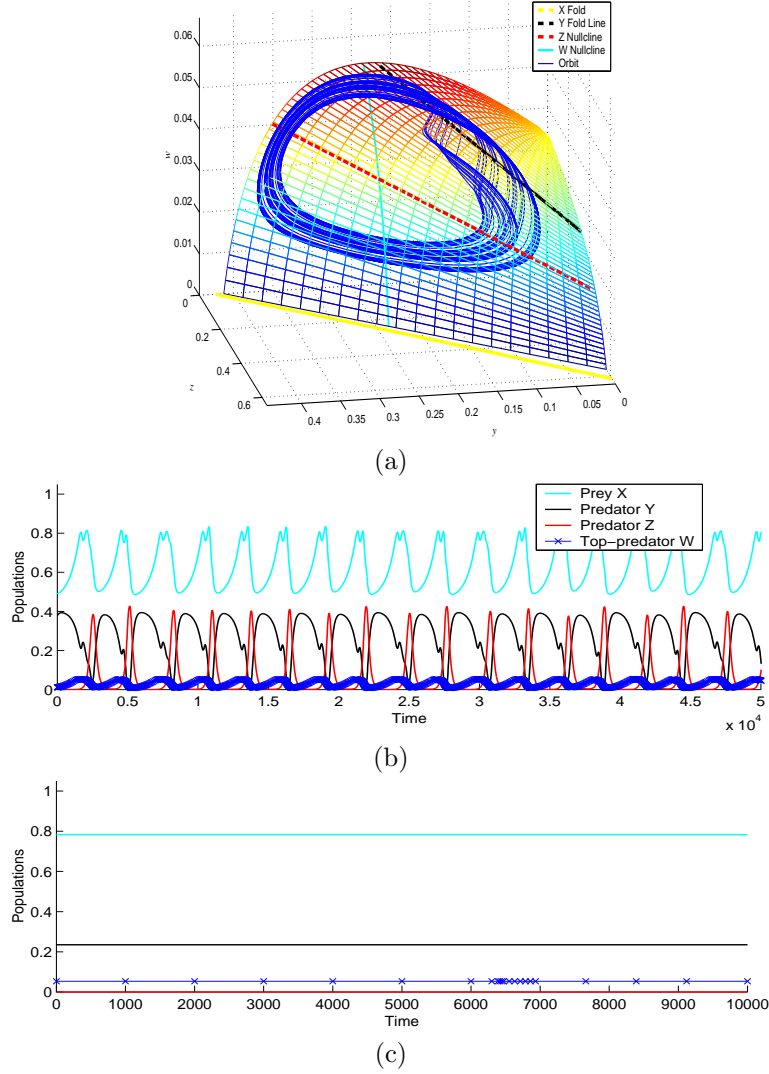 X Fold
Y Fold Line
Z Nullcline
W Nullcline
Orbit
0.06
0.05
0.04
0.03
0.02
0.01
0
w
0
0.2
0.4
0.6
z
0.4
0.35
0.3
0.25
0.2
0.15
0.1
0.05
0
y
(a)
1
0.8
0.6
0.4
0.2
0
Populations
Prey X
Predator Y
Predator Z
Top-predator W
0 0.5 1 1.5 2 2.5 3 3.5 4 4.5 5
Time
x 10^4
(b)
1
0.8
0.6
0.4
0.2
0
Populations
0 1000 2000 3000 4000 5000 6000 7000 8000 9000 10000
Time
(c)